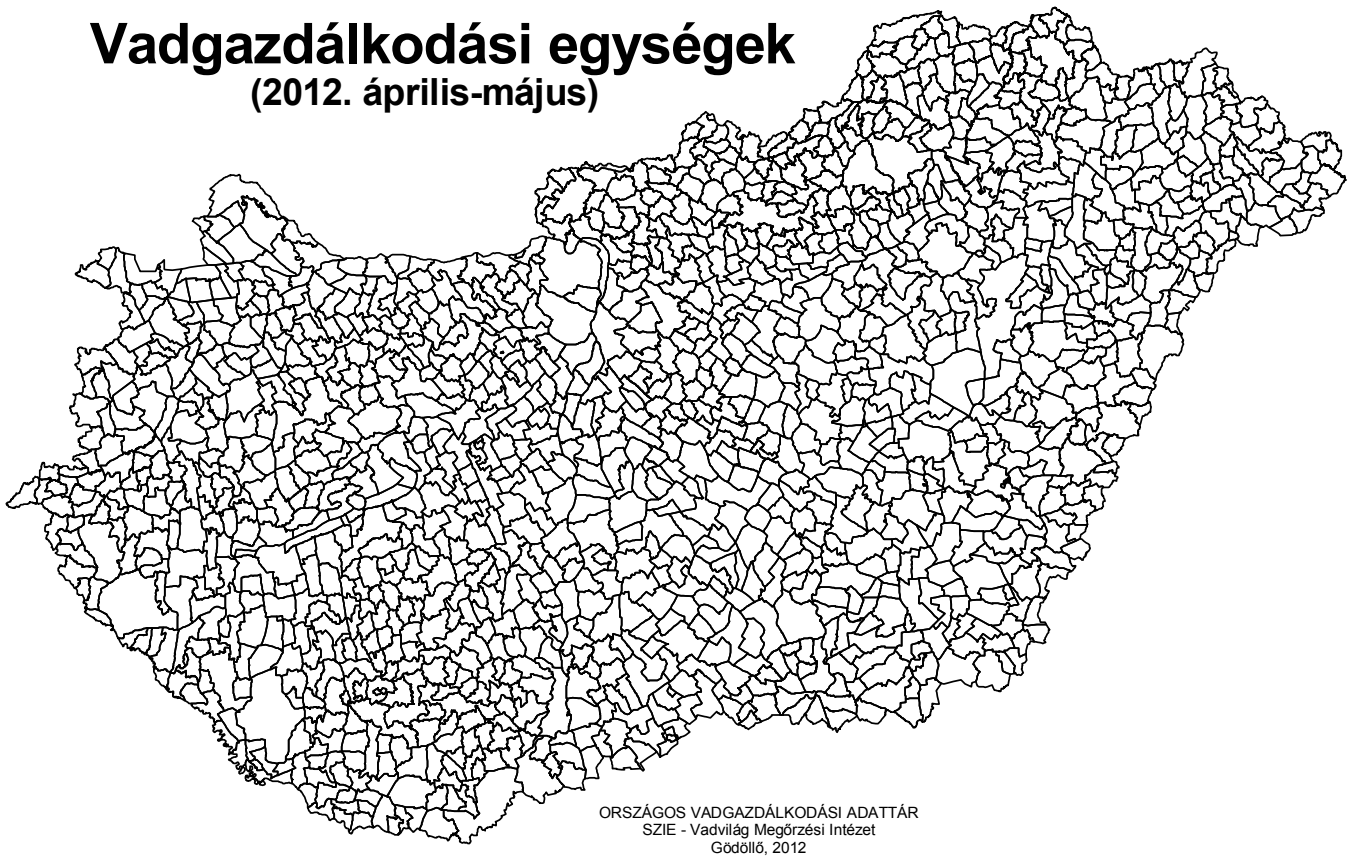 Vadgazdálkodási egységek
(2012. április-május)
ORSZÁGOS VADGAZDÁLKODÁSI ADATTÁR
SZIE - Vadvilág Megőrzési Intézet
Gödöllő, 2012